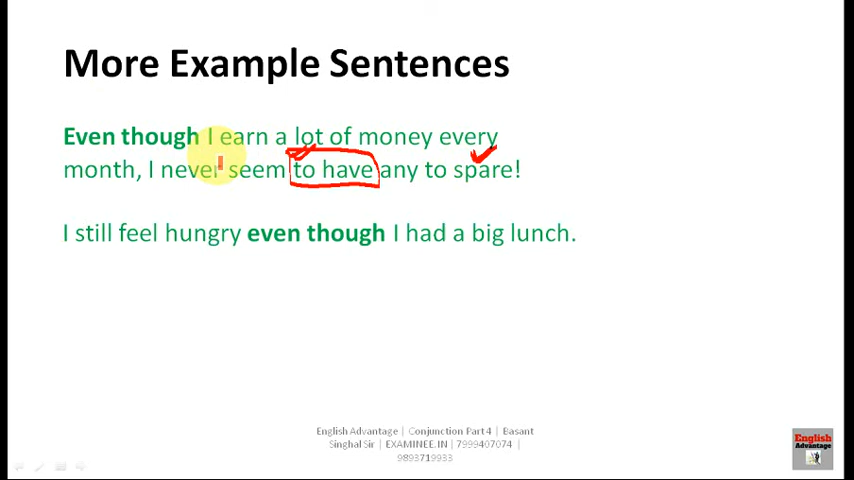 More Example Sentences
Even though I earn a lot of money every
month, I never seem to have any to spare!
I still feel hungry even though I had a big lunch.
English Advantage | Conjunction Part 4 | Basant
Singhal Sir | EXAMINEE.IN | 7999407074 |
9893719933
English
Advantage